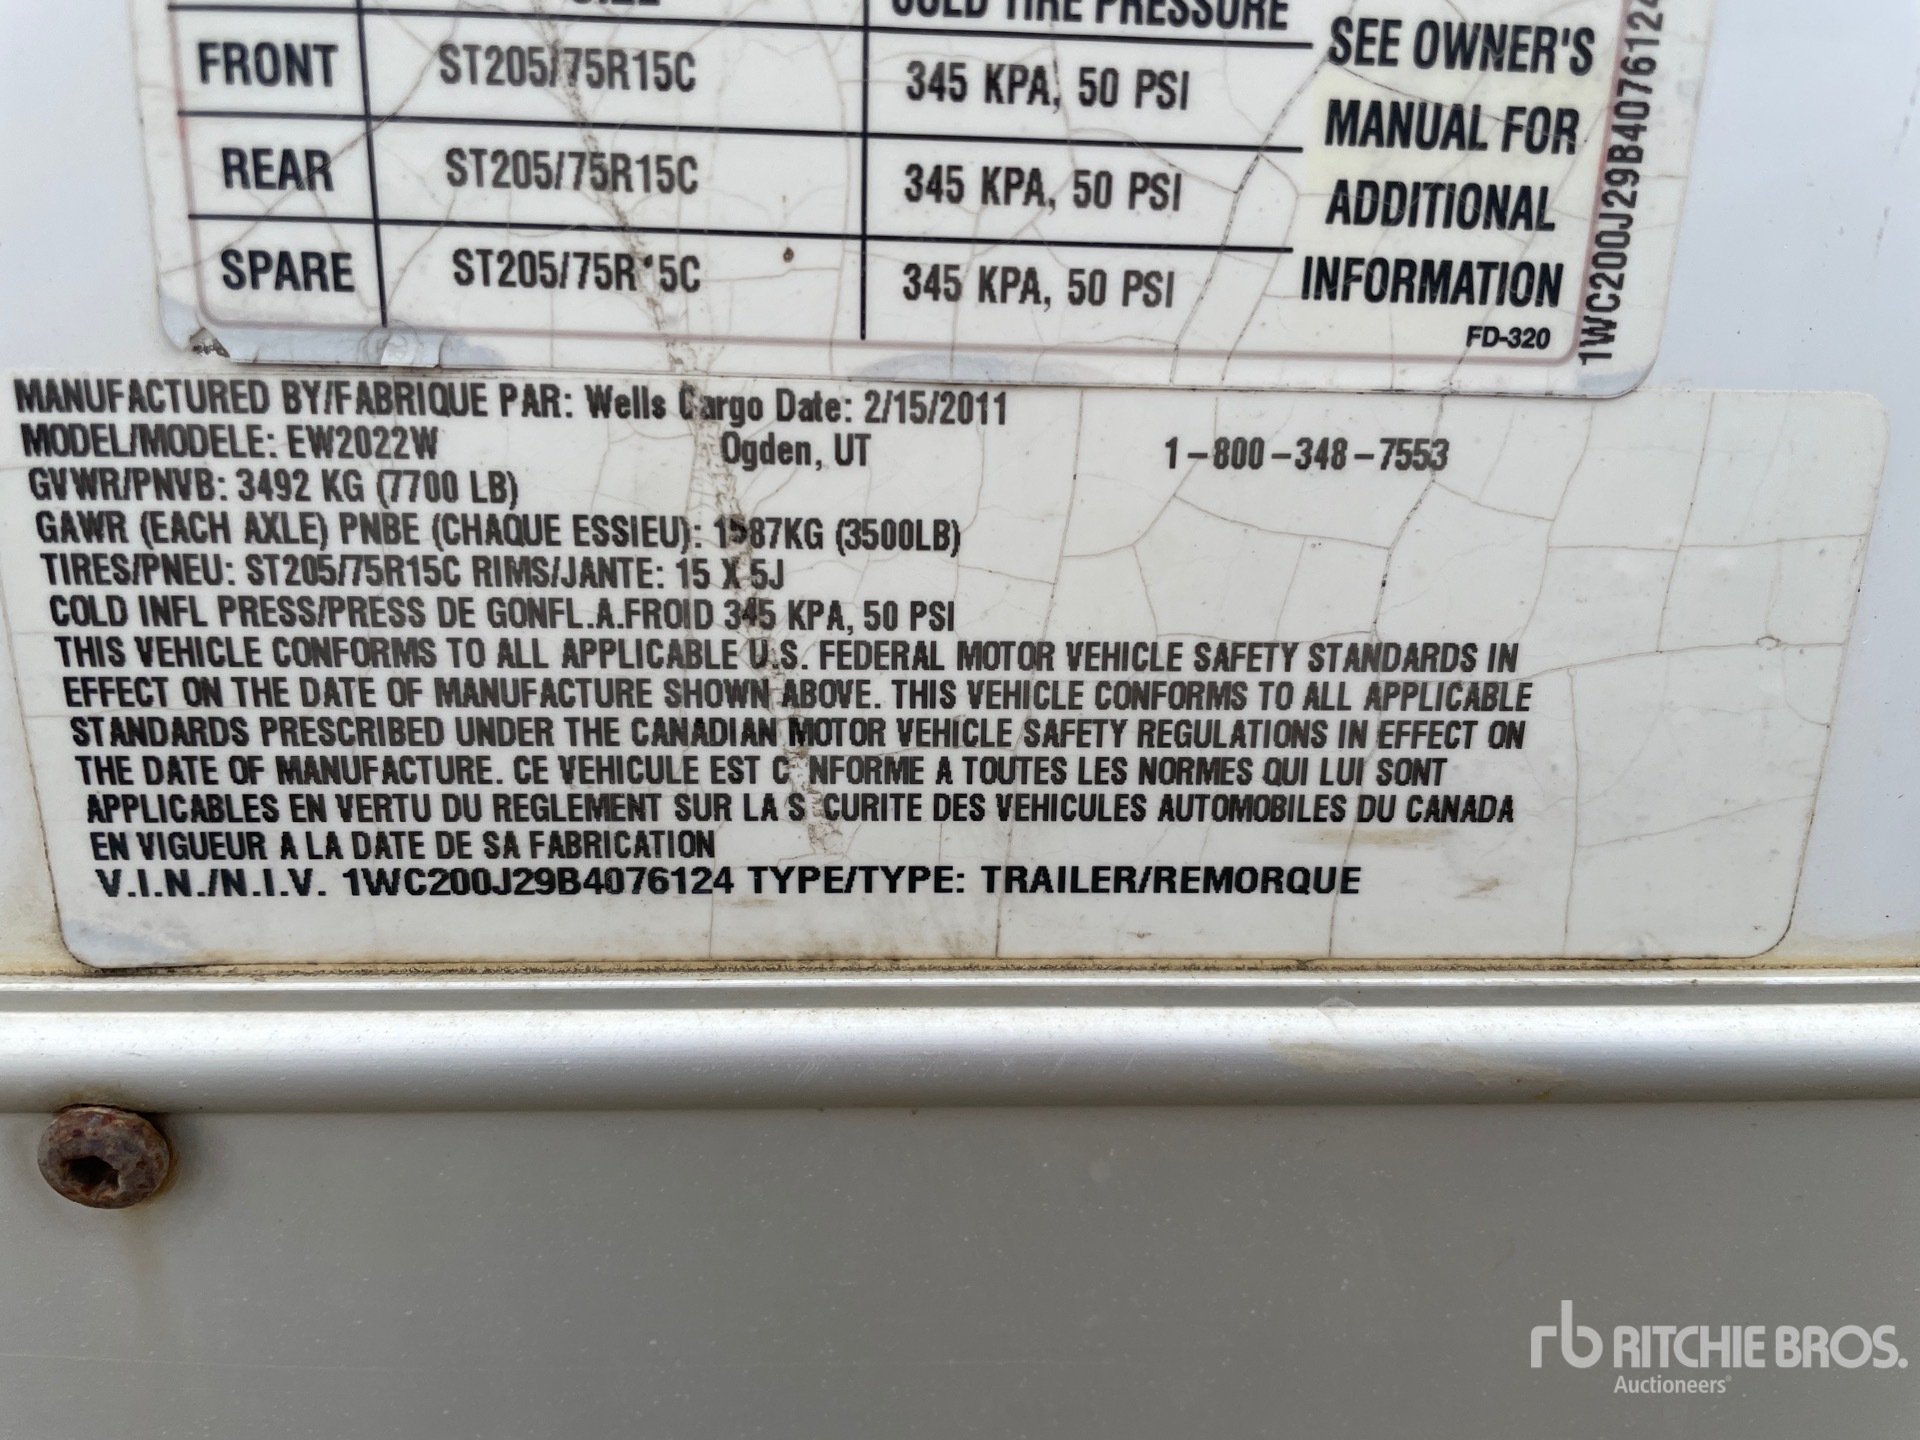 COLD TIRE PRESSURE
FRONT ST205/75R15C 345 KPA, 50 PSI
REAR ST205/75R15C 345 KPA, 50 PSI
SPARE ST205/75R15C 345 KPA, 50 PSI
SEE OWNER'S
MANUAL FOR
ADDITIONAL
INFORMATION
FD-320
1WC200J29B4076124
MANUFACTURED BY/FABRIQUE PAR: Wells Cargo Date: 2/15/2011
MODEL/MODELE: EW2022W Ogden, UT 1-800-348-7553
GVWR/PNVB: 3492 KG (7700 LB)
GAWR (EACH AXLE) PNBE (CHAQUE ESSIEU): 1587KG (3500LB)
TIRES/PNEU: ST205/75R15C RIMS/JANTE: 15 X 5J
COLD INFL PRESS/PRESS DE GONFL.A.FROID 345 KPA, 50 PSI
THIS VEHICLE CONFORMS TO ALL APPLICABLE U.S. FEDERAL MOTOR VEHICLE SAFETY STANDARDS IN
EFFECT ON THE DATE OF MANUFACTURE SHOWN ABOVE. THIS VEHICLE CONFORMS TO ALL APPLICABLE
STANDARDS PRESCRIBED UNDER THE CANADIAN MOTOR VEHICLE SAFETY REGULATIONS IN EFFECT ON
THE DATE OF MANUFACTURE. CE VEHICULE EST CONFORME A TOUTES LES NORMES QUI LUI SONT
APPLICABLES EN VERTU DU REGLEMENT SUR LA SECURITE DES VEHICULES AUTOMOBILES DU CANADA
EN VIGUEUR A LA DATE DE SA FABRICATION
V.I.N./N.I.V. 1WC200J29B4076124 TYPE/TYPE: TRAILER/REMORQUE
rb RITCHIE BROS.
Auctioneers